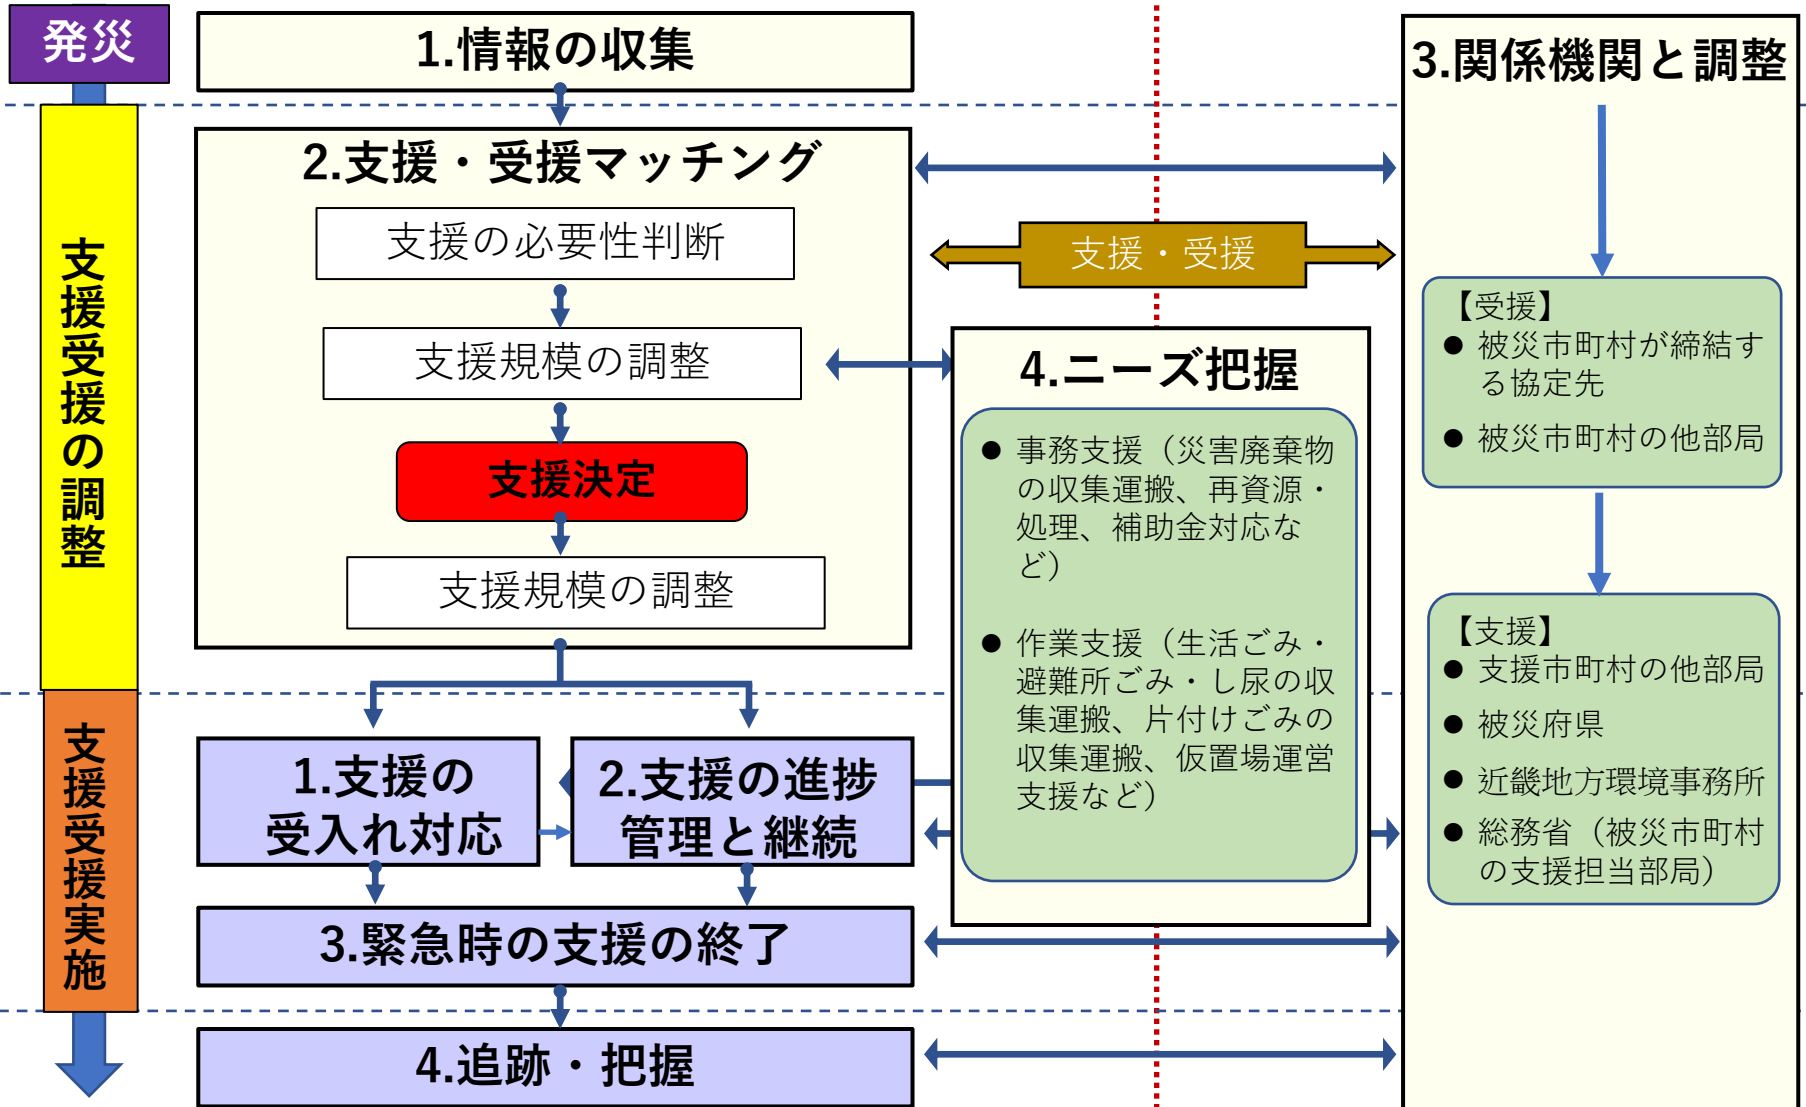 発災
支援受援の調整
支援受援実施
1.情報の収集
2.支援・受援マッチング
支援の必要性判断
支援規模の調整
支援決定
支援規模の調整
1.支援の
受入れ対応
2.支援の進捗
管理と継続
3.緊急時の支援の終了
4.追跡・把握
支援・受援
4.ニーズ把握
● 事務支援（災害廃棄物
の収集運搬、再資源・
処理、補助金対応な
ど）
● 作業支援（生活ごみ・
避難所ごみ・し尿の収
集運搬、片付けごみの
収集運搬、仮置場運営
支援など）
3.関係機関と調整
【受援】
● 被災市町村が締結す
る協定先
● 被災市町村の他部局
【支援】
● 支援市町村の他部局
● 被災府県
● 近畿地方環境事務所
● 総務省（被災市町村
の支援担当部局）